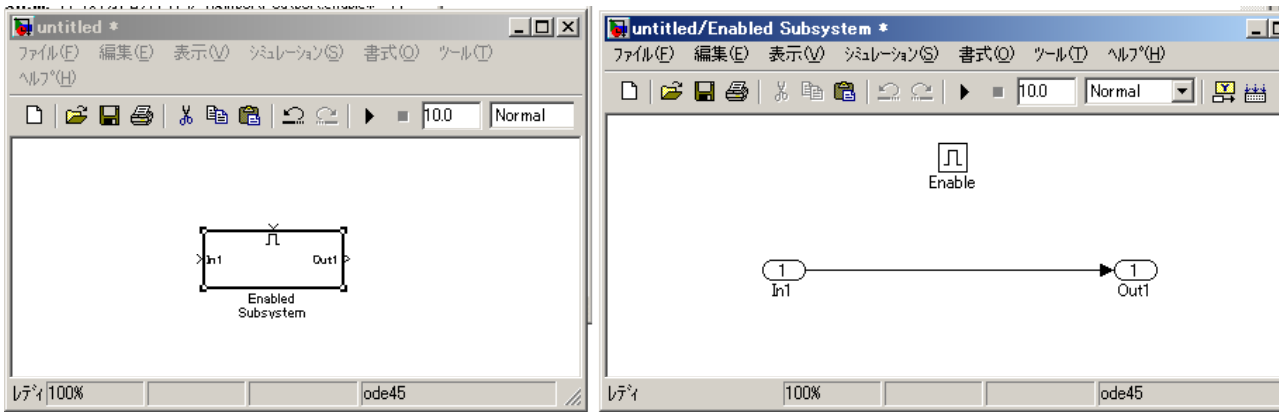 untitled *
ファイル(F) 編集(E) 表示(V) シミュレーション(S) 書式(O) ツール(T)
ヘルプ(H)
10.0 Normal
In1 Out1
Enabled
Subsystem
レディ 100% ode45
untitled/Enabled Subsystem *
ファイル(F) 編集(E) 表示(V) シミュレーション(S) 書式(O) ツール(T) ヘルプ(H)
10.0 Normal
Enable
1 1
In1 Out1
レディ 100% ode45